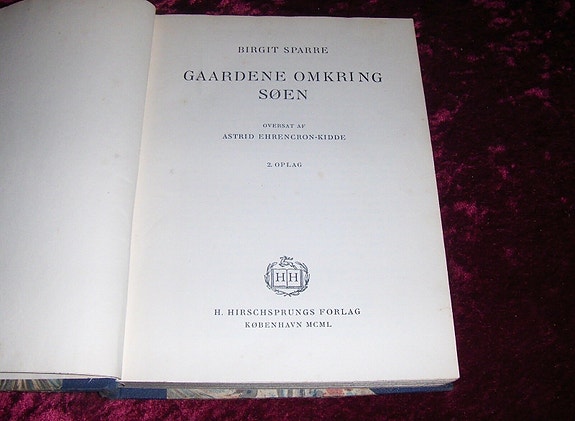 BIRGIT SPARRE
GAARDENE OMKRING
SØEN
OVERSAT AF
ASTRID EHRENCRON-KIDDE
2. OPLAG
H H
H. HIRSCHSPRUNGS FORLAG
KØBENHAVN MCML